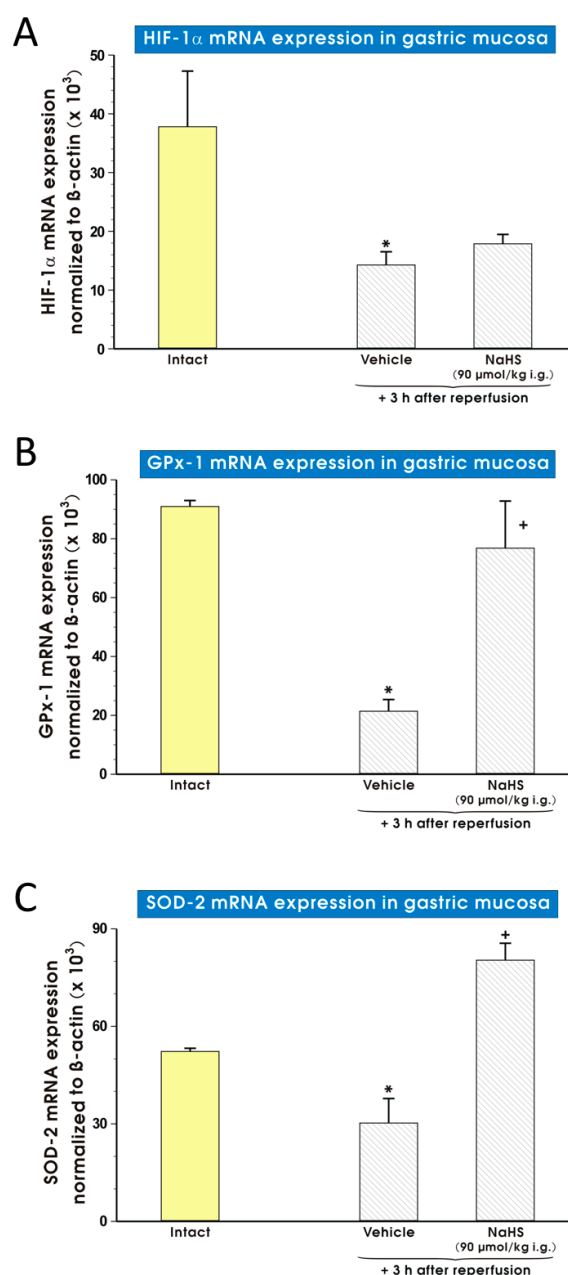 A
HIF-1α mRNA expression in gastric mucosa
HIF-1α mRNA expression
normalized to ß-actin (x 10³)
50
40
30
20
10
0
*
Intact
Vehicle
NaHS
(90 µmol/kg i.g.)
+ 3 h after reperfusion
B
GPx-1 mRNA expression in gastric mucosa
GPx-1 mRNA expression
normalized to ß-actin (x 10³)
100
80
60
40
20
0
*
+
Intact
Vehicle
NaHS
(90 µmol/kg i.g.)
+ 3 h after reperfusion
C
SOD-2 mRNA expression in gastric mucosa
SOD-2 mRNA expression
normalized to ß-actin (x 10³)
90
60
30
0
*
+
Intact
Vehicle
NaHS
(90 µmol/kg i.g.)
+ 3 h after reperfusion